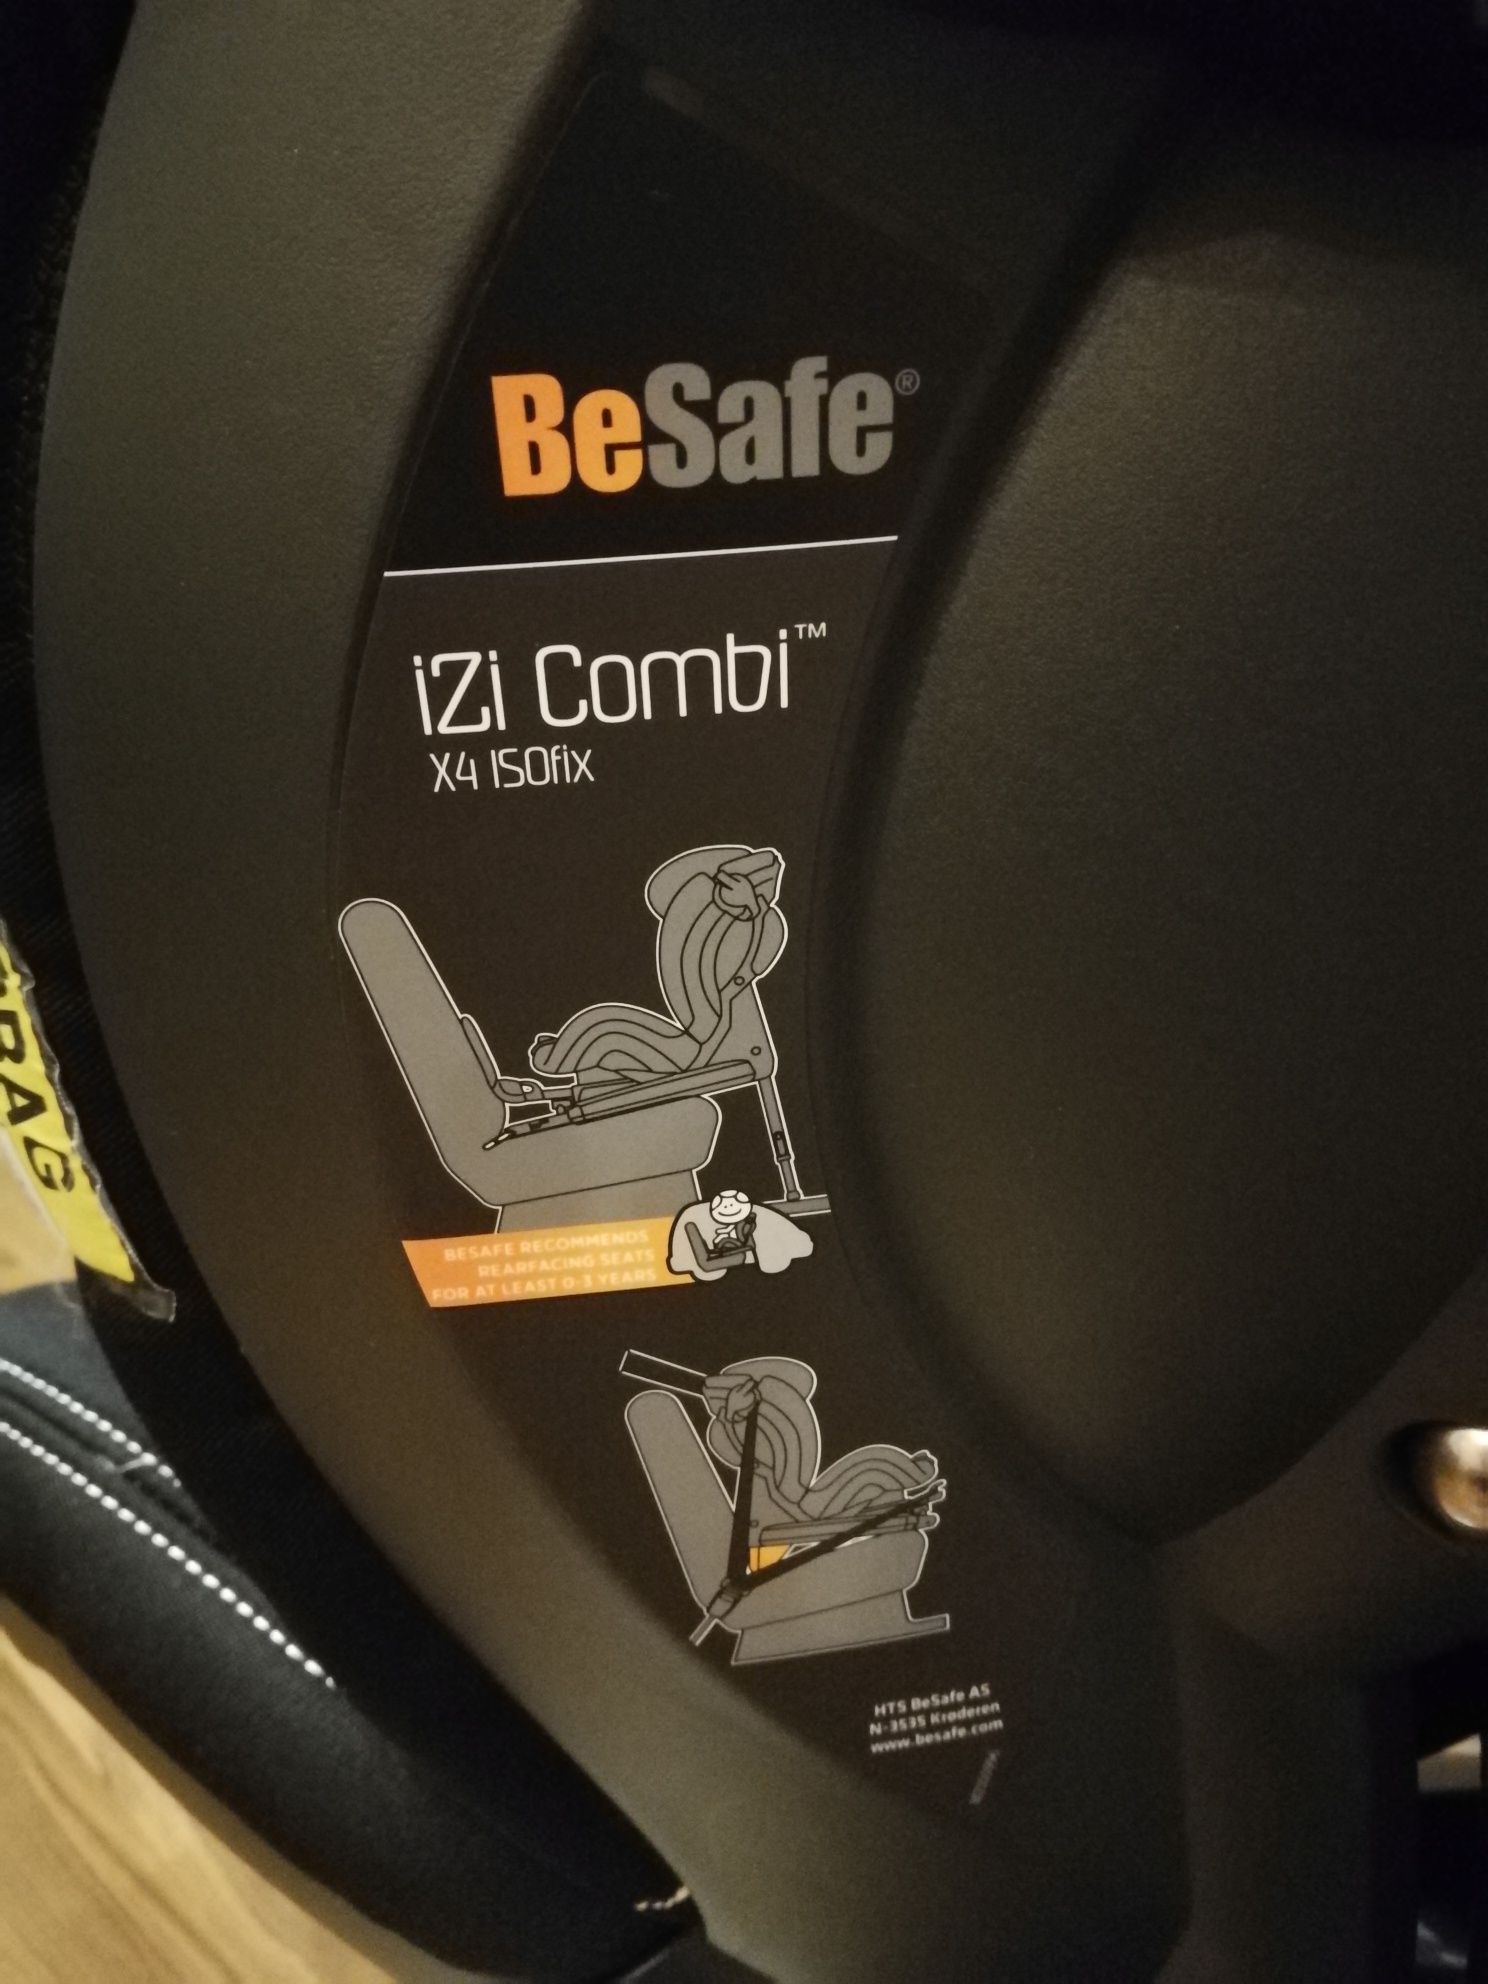 BeSafe®
iZi Combi™
X4 ISOfix
BESAFE RECOMMENDS
REARFACING SEATS
FOR AT LEAST 0-3 YEARS
HTS BeSafe AS
N-3535 Krøderen
www.besafe.com